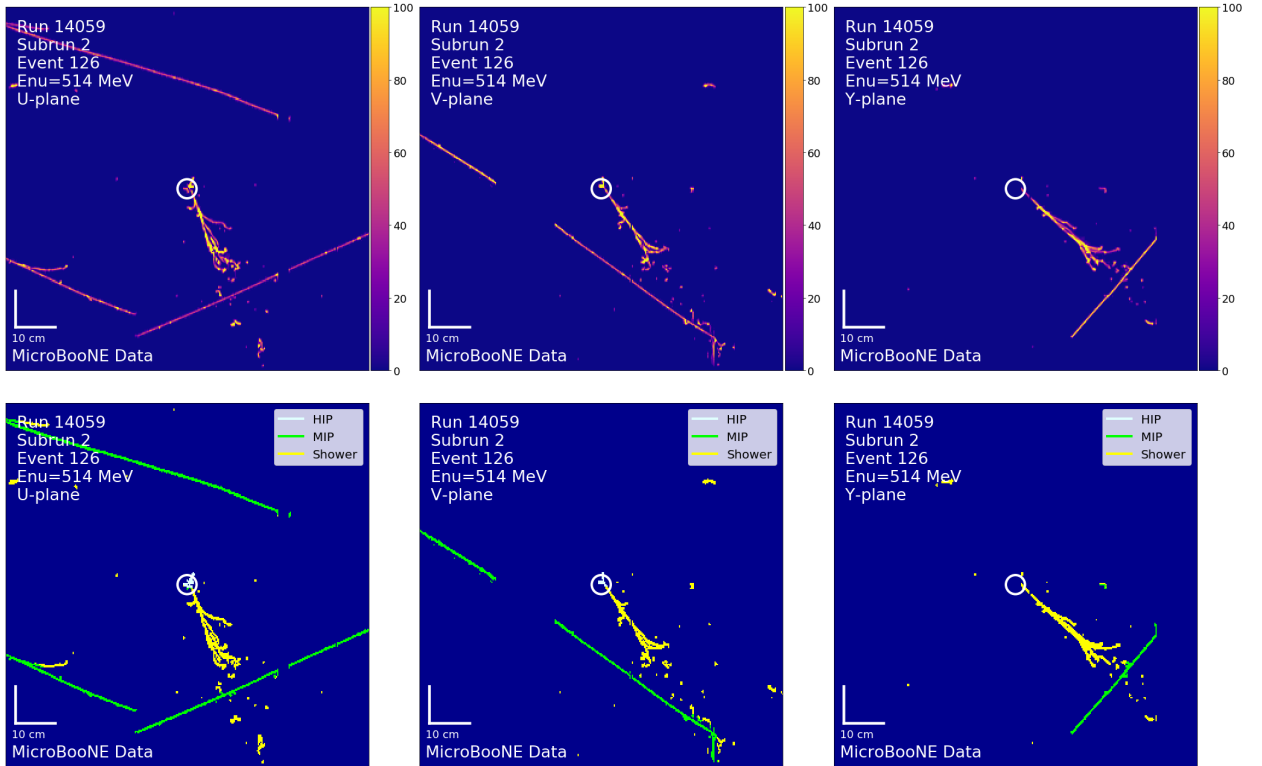 Run 14059
Subrun 2
Event 126
Enu=514 MeV
U-plane
10 cm
MicroBooNE Data
100
80
60
40
20
0
Run 14059
Subrun 2
Event 126
Enu=514 MeV
V-plane
10 cm
MicroBooNE Data
100
80
60
40
20
0
Run 14059
Subrun 2
Event 126
Enu=514 MeV
Y-plane
10 cm
MicroBooNE Data
100
80
60
40
20
0
Run 14059
Subrun 2
Event 126
Enu=514 MeV
U-plane
HIP
MIP
Shower
10 cm
MicroBooNE Data
Run 14059
Subrun 2
Event 126
Enu=514 MeV
V-plane
HIP
MIP
Shower
10 cm
MicroBooNE Data
Run 14059
Subrun 2
Event 126
Enu=514 MeV
Y-plane
HIP
MIP
Shower
10 cm
MicroBooNE Data